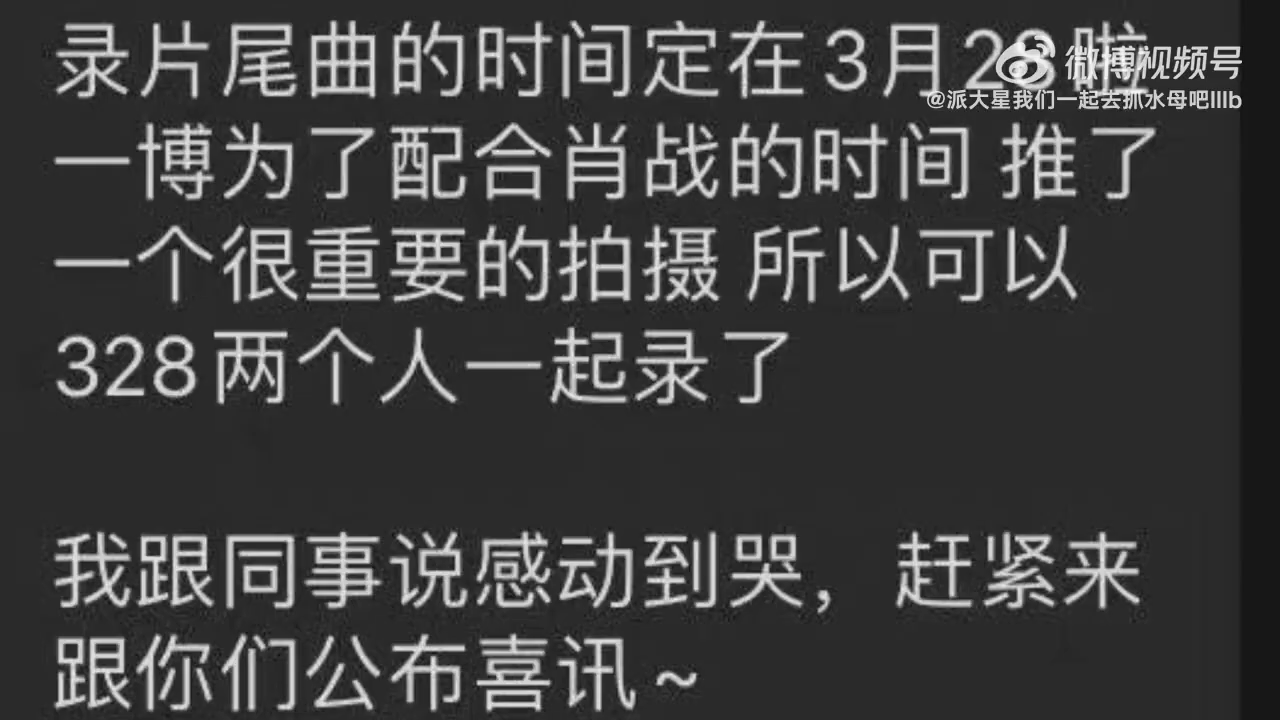 录片尾曲的时间定在3月28啦
微博视频号
@派大星我们一起去抓水母吧lllb
一博为了配合肖战的时间 推了
一个很重要的拍摄 所以可以
328两个人一起录了
我跟同事说感动到哭，赶紧来
跟你们公布喜讯~